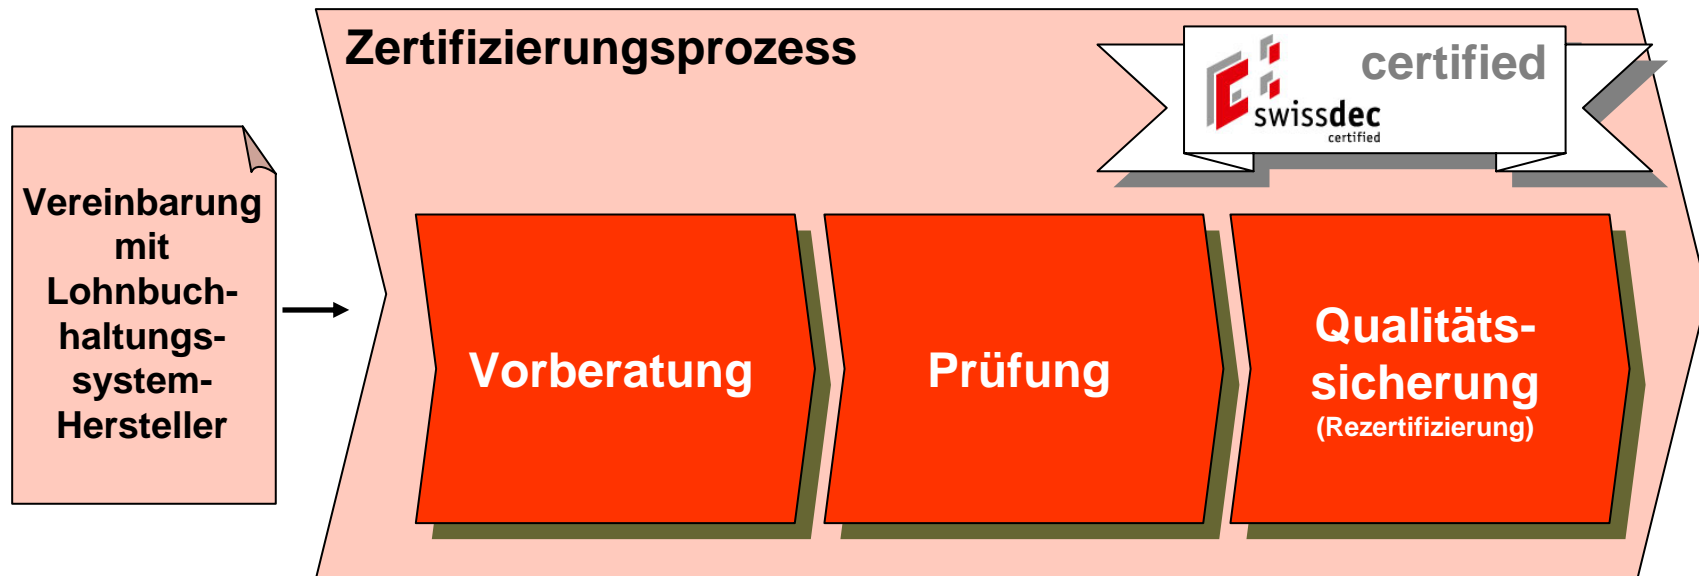 Zertifizierungsprozess
certified
swissdec
certified
Vereinbarung
mit
Lohnbuch-
haltungs-
system-
Hersteller
Vorberatung
Prüfung
Qualitäts-
sicherung
(Rezertifizierung)